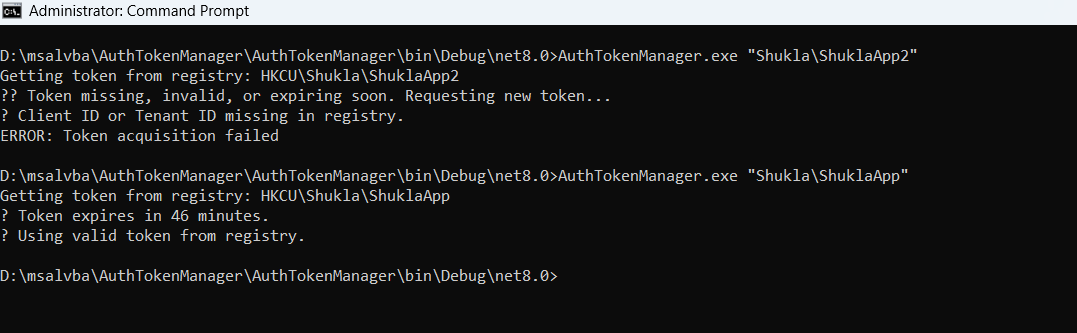 Administrator: Command Prompt
D:\msalvba\AuthTokenManager\AuthTokenManager\bin\Debug\net8.0>AuthTokenManager.exe "Shukla\ShuklaApp2"
Getting token from registry: HKCU\Shukla\ShuklaApp2
?? Token missing, invalid, or expiring soon. Requesting new token...
? Client ID or Tenant ID missing in registry.
ERROR: Token acquisition failed
D:\msalvba\AuthTokenManager\AuthTokenManager\bin\Debug\net8.0>AuthTokenManager.exe "Shukla\ShuklaApp"
Getting token from registry: HKCU\Shukla\ShuklaApp
? Token expires in 46 minutes.
? Using valid token from registry.
D:\msalvba\AuthTokenManager\AuthTokenManager\bin\Debug\net8.0>